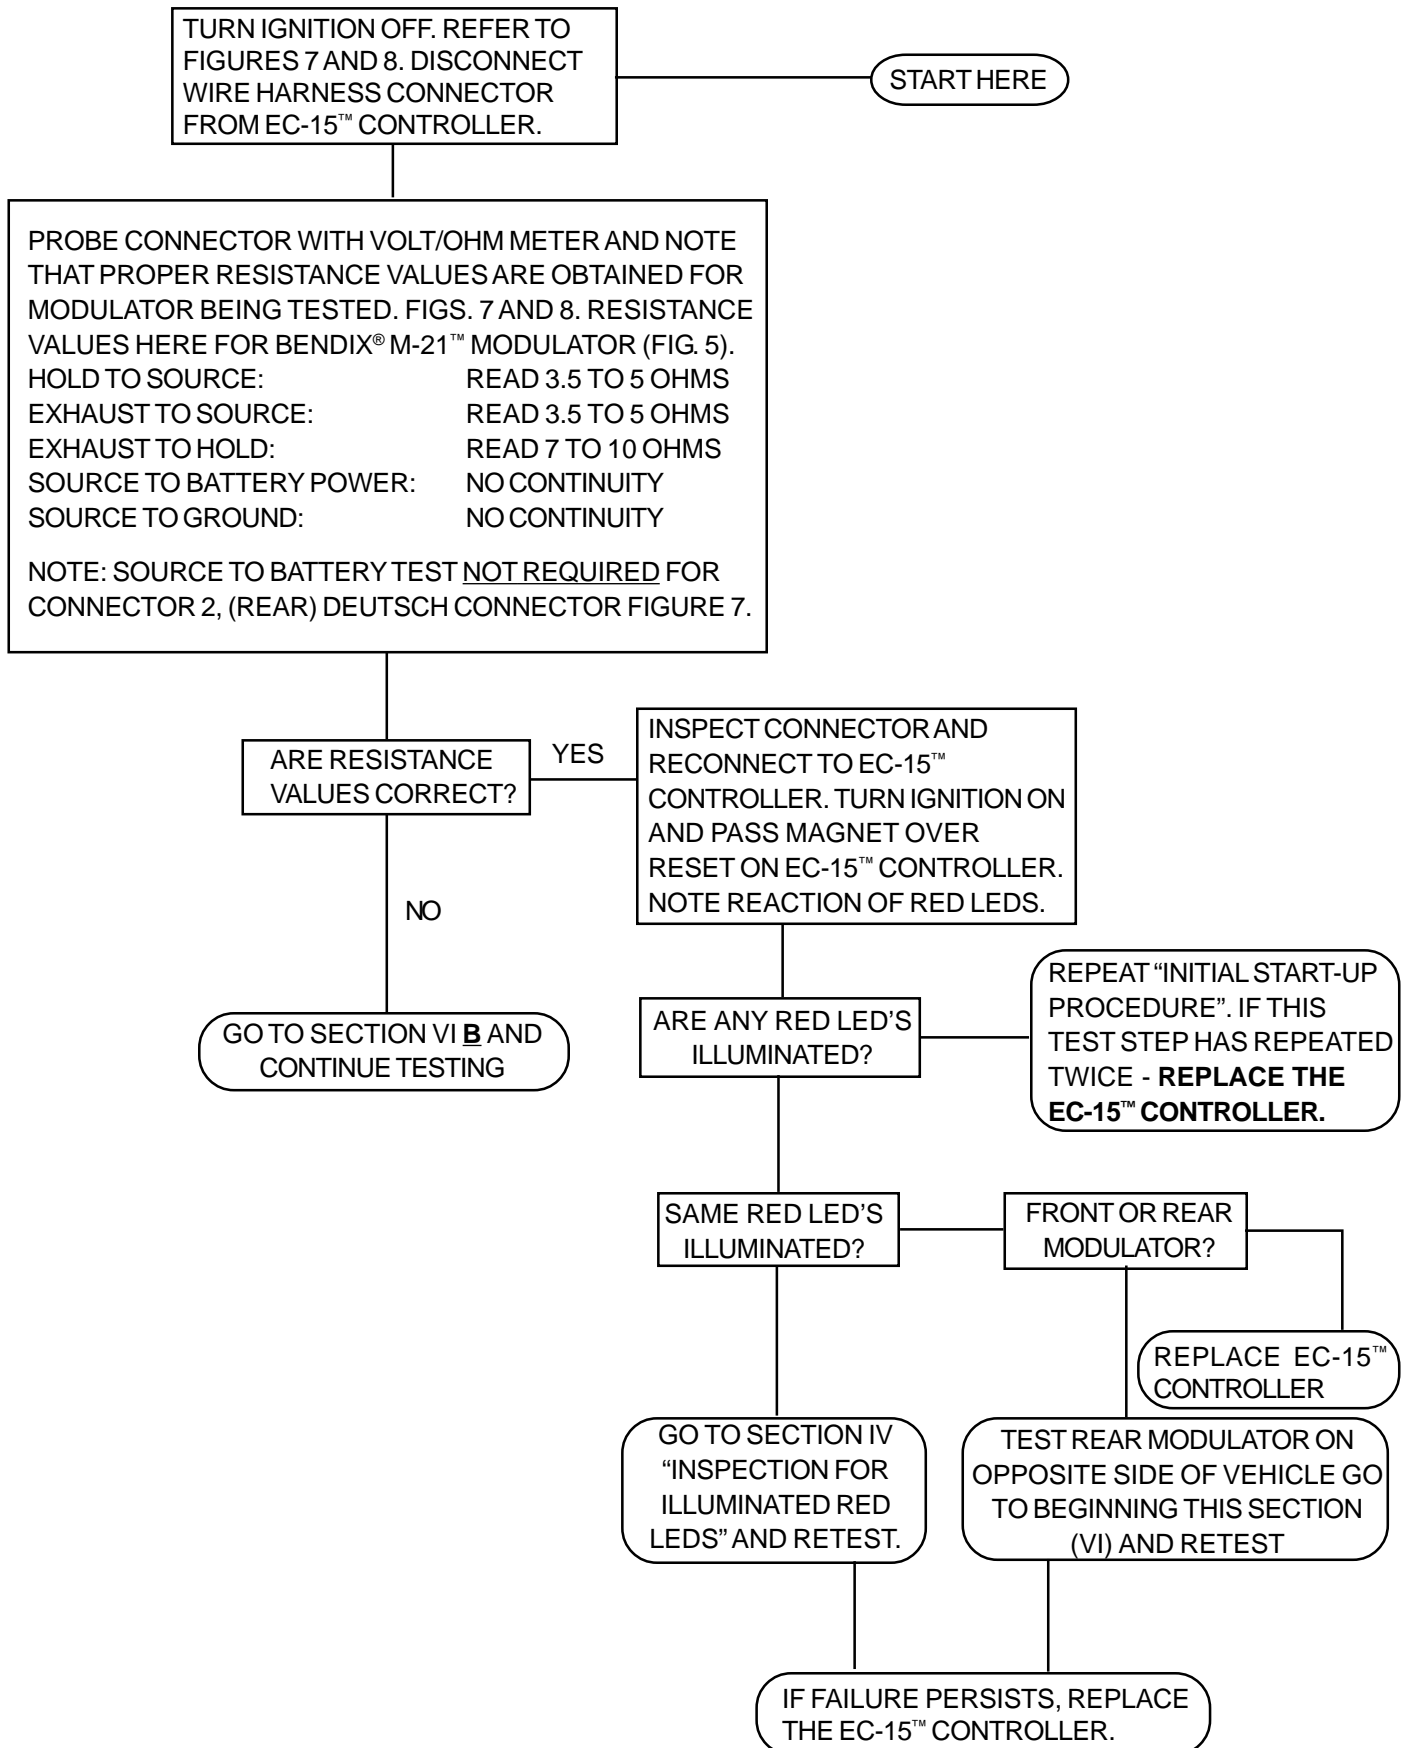 TURN IGNITION OFF. REFER TO
FIGURES 7 AND 8. DISCONNECT
WIRE HARNESS CONNECTOR
FROM EC-15™ CONTROLLER.
START HERE
PROBE CONNECTOR WITH VOLT/OHM METER AND NOTE
THAT PROPER RESISTANCE VALUES ARE OBTAINED FOR
MODULATOR BEING TESTED. FIGS. 7 AND 8. RESISTANCE
VALUES HERE FOR BENDIX® M-21™ MODULATOR (FIG. 5).
HOLD TO SOURCE: READ 3.5 TO 5 OHMS
EXHAUST TO SOURCE: READ 3.5 TO 5 OHMS
EXHAUST TO HOLD: READ 7 TO 10 OHMS
SOURCE TO BATTERY POWER: NO CONTINUITY
SOURCE TO GROUND: NO CONTINUITY
NOTE: SOURCE TO BATTERY TEST NOT REQUIRED FOR
CONNECTOR 2, (REAR) DEUTSCH CONNECTOR FIGURE 7.
ARE RESISTANCE
VALUES CORRECT?
YES
NO
INSPECT CONNECTOR AND
RECONNECT TO EC-15™
CONTROLLER. TURN IGNITION ON
AND PASS MAGNET OVER
RESET ON EC-15™ CONTROLLER.
NOTE REACTION OF RED LEDS.
GO TO SECTION VI B AND
CONTINUE TESTING
ARE ANY RED LED'S
ILLUMINATED?
REPEAT “INITIAL START-UP
PROCEDURE”. IF THIS
TEST STEP HAS REPEATED
TWICE - REPLACE THE
EC-15™ CONTROLLER.
SAME RED LED'S
ILLUMINATED?
FRONT OR REAR
MODULATOR?
REPLACE EC-15™
CONTROLLER
GO TO SECTION IV
“INSPECTION FOR
ILLUMINATED RED
LEDS” AND RETEST.
TEST REAR MODULATOR ON
OPPOSITE SIDE OF VEHICLE GO
TO BEGINNING THIS SECTION
(VI) AND RETEST
IF FAILURE PERSISTS, REPLACE
THE EC-15™ CONTROLLER.